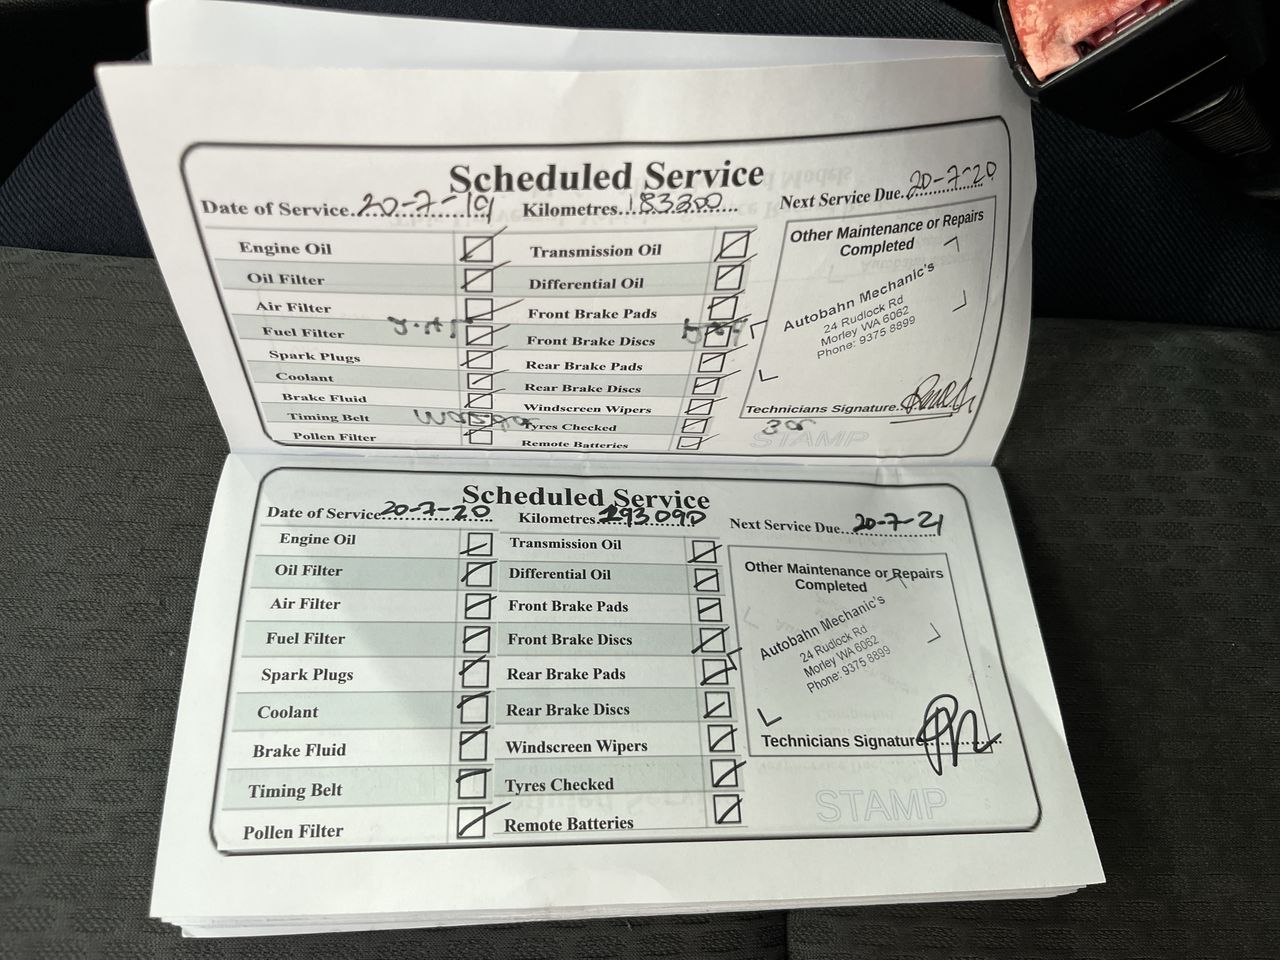 Scheduled Service
Date of Service 20-7-19 Kilometres 183300 Next Service Due 20-7-20
Engine Oil Transmission Oil
Oil Filter Differential Oil
Air Filter Front Brake Pads
Fuel Filter Front Brake Discs
Spark Plugs Rear Brake Pads
Coolant Rear Brake Discs
Brake Fluid Windscreen Wipers
Timing Belt Tyres Checked
Pollen Filter Remote Batteries
Other Maintenance or Repairs
Completed
Autobahn Mechanic's
24 Rudlock Rd
Morley WA 6062
Phone: 9375 8899
Technicians Signature
STAMP
Scheduled Service
Date of Service 20-7-20 Kilometres 193090 Next Service Due 20-7-21
Engine Oil Transmission Oil
Oil Filter Differential Oil
Air Filter Front Brake Pads
Fuel Filter Front Brake Discs
Spark Plugs Rear Brake Pads
Coolant Rear Brake Discs
Brake Fluid Windscreen Wipers
Timing Belt Tyres Checked
Pollen Filter Remote Batteries
Other Maintenance or Repairs
Completed
Autobahn Mechanic's
24 Rudlock Rd
Morley WA 6062
Phone: 9375 8899
Technicians Signature
STAMP